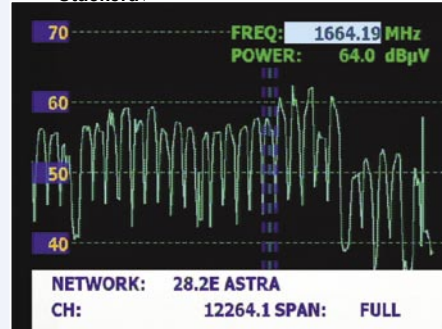 70
FREQ: 1664.19 MHz
POWER: 64.0 dBµV
60
50
40
NETWORK: 28.2E ASTRA
CH: 12264.1 SPAN: FULL